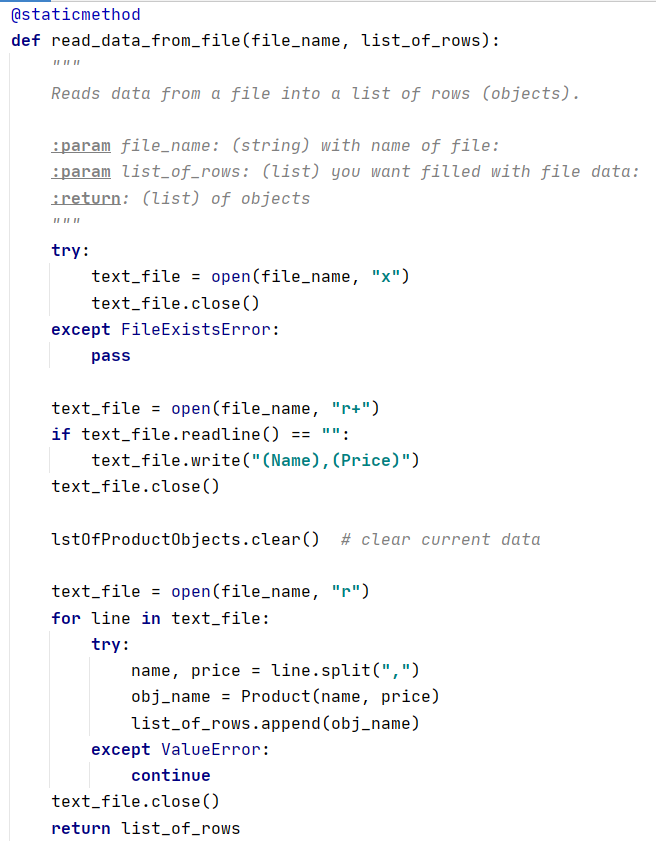 @staticmethod
def read_data_from_file(file_name, list_of_rows):
    """
    Reads data from a file into a list of rows (objects).

    :param file_name: (string) with name of file:
    :param list_of_rows: (list) you want filled with file data:
    :return: (list) of objects
    """
    try:
        text_file = open(file_name, "x")
        text_file.close()
    except FileExistsError:
        pass

    text_file = open(file_name, "r+")
    if text_file.readline() == "":
        text_file.write("(Name),(Price)")
    text_file.close()

    lstOfProductObjects.clear()  # clear current data

    text_file = open(file_name, "r")
    for line in text_file:
        try:
            name, price = line.split(",")
            obj_name = Product(name, price)
            list_of_rows.append(obj_name)
        except ValueError:
            continue
    text_file.close()
    return list_of_rows